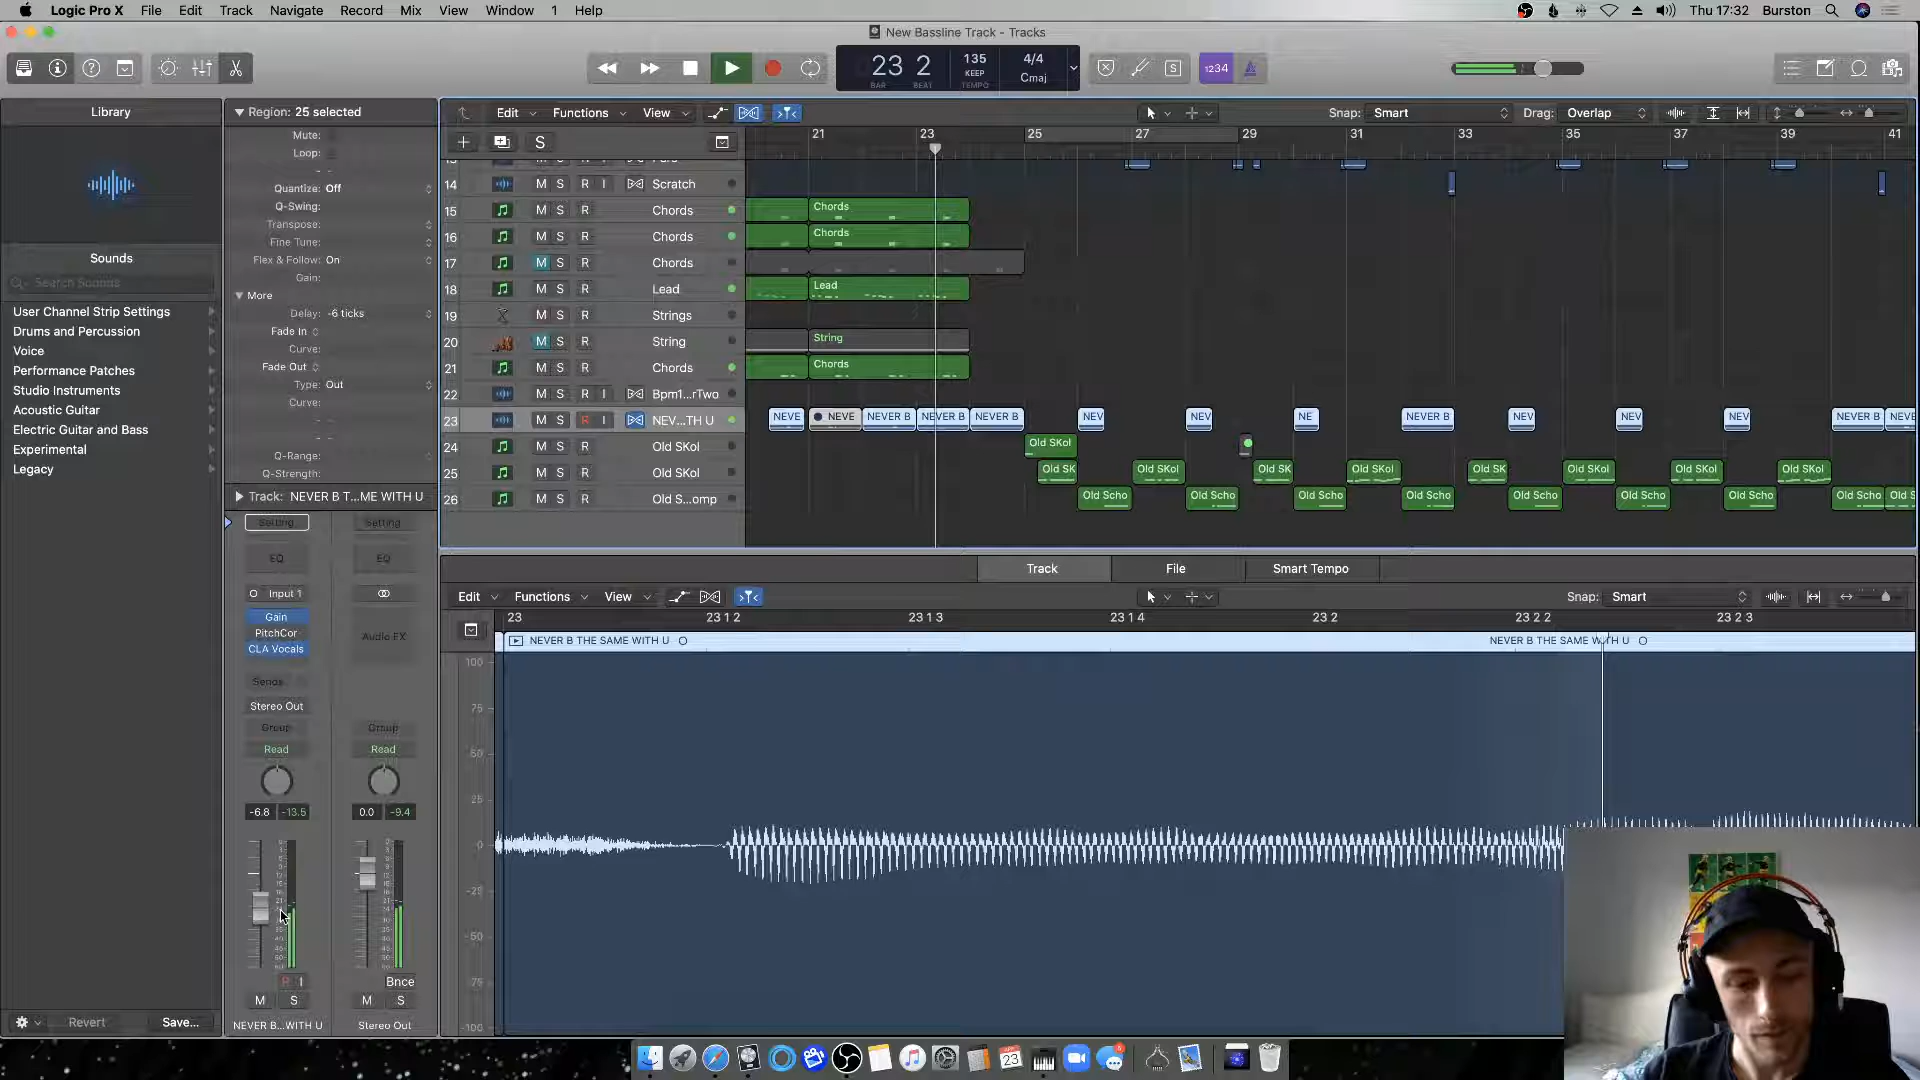 Logic Pro X File Edit Track Navigate Record Mix View Window 1 Help Thu 17:32 Burston
New Bassline Track - Tracks
23 2 135 4/4
KEEP Cmaj
BAR BEAT TEMPO
S 1234
Library
Region: 25 selected
Edit Functions View Snap: Smart Drag: Overlap
21 23 25 27 29 31 33 35 37 39 41
S
Mute:
Loop:
Quantize: Off
Q-Swing:
Transpose:
Fine Tune:
Flex & Follow: On
Gain:
More
Delay: -6 ticks
Fade In
Curve:
Fade Out
Type: Out
Curve:
Q-Range:
Q-Strength:
Track: NEVER B T...ME WITH U
Sounds
Search Sounds
User Channel Strip Settings
Drums and Percussion
Voice
Performance Patches
Studio Instruments
Acoustic Guitar
Electric Guitar and Bass
Experimental
Legacy
14 M S R I Scratch
15 M S R Chords Chords
16 M S R Chords Chords
17 M S R Chords
18 M S R Lead Lead
19 M S R Strings
20 M S R String String
21 M S R Chords Chords
22 M S R I Bpm1...rTwo
23 M S R I NEV...TH U NEVE NEVE NEVER B NEVER B NEVER B NEV NEV NE NEVER B NEV NEV NEV NEVER B NEVE
24 M S R Old SKol Old SKol
25 M S R Old SKol Old SK Old SKol Old SK Old SKol Old SK Old SKol Old SKol Old SKol
26 M S R Old S...omp Old Scho Old Scho Old Scho Old Scho Old Scho Old Scho Old Scho Old Scho Old S
Setting Setting
EQ EQ
Input 1
Gain
PitchCor Audio FX
CLA Vocals
Sends
Stereo Out
Group Group
Read Read
-6.8 -13.5 0.0 -9.4
R I Bnce
M S M S
NEVER B...WITH U Stereo Out
Revert Save...
Track File Smart Tempo
Edit Functions View Snap: Smart
23 23 1 2 23 1 3 23 1 4 23 2 23 2 2 23 2 3
NEVER B THE SAME WITH U NEVER B THE SAME WITH U
100
75
50
25
0
-25
-50
-75
-100
23